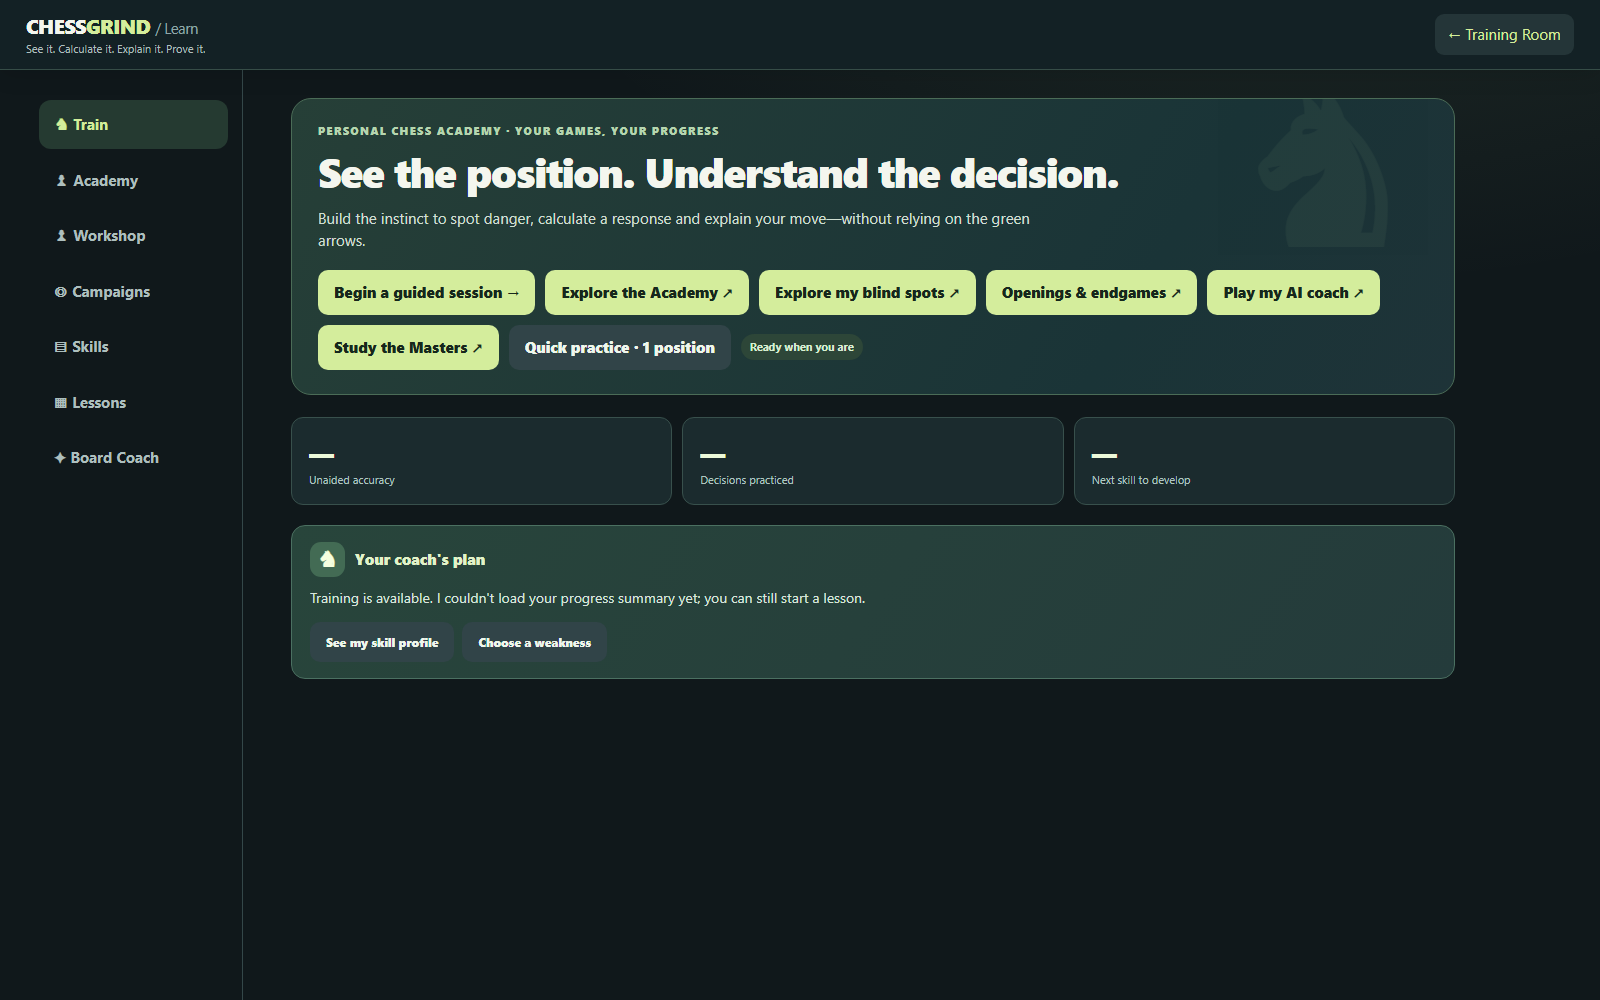 CHESSGRIND / Learn
See it. Calculate it. Explain it. Prove it.
← Training Room
♞ Train
♟ Academy
♟ Workshop
◎ Campaigns
▤ Skills
▦ Lessons
✦ Board Coach
PERSONAL CHESS ACADEMY · YOUR GAMES, YOUR PROGRESS
See the position. Understand the decision.
Build the instinct to spot danger, calculate a response and explain your move—without relying on the green
arrows.
Begin a guided session →
Explore the Academy ↗
Explore my blind spots ↗
Openings & endgames ↗
Play my AI coach ↗
Study the Masters ↗
Quick practice · 1 position
Ready when you are
—
Unaided accuracy
—
Decisions practiced
—
Next skill to develop
♞ Your coach's plan
Training is available. I couldn't load your progress summary yet; you can still start a lesson.
See my skill profile
Choose a weakness